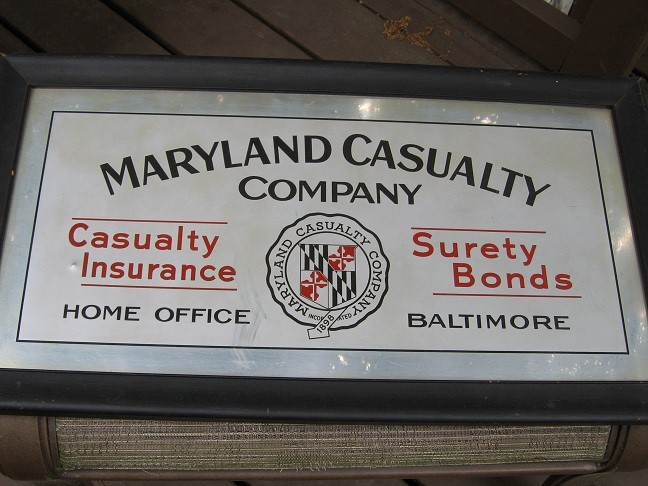 MARYLAND CASUALTY
COMPANY
Casualty
Insurance
HOME OFFICE
MARYLAND CASUALTY COMPANY
INCORPORATED
1898
Surety
Bonds
BALTIMORE